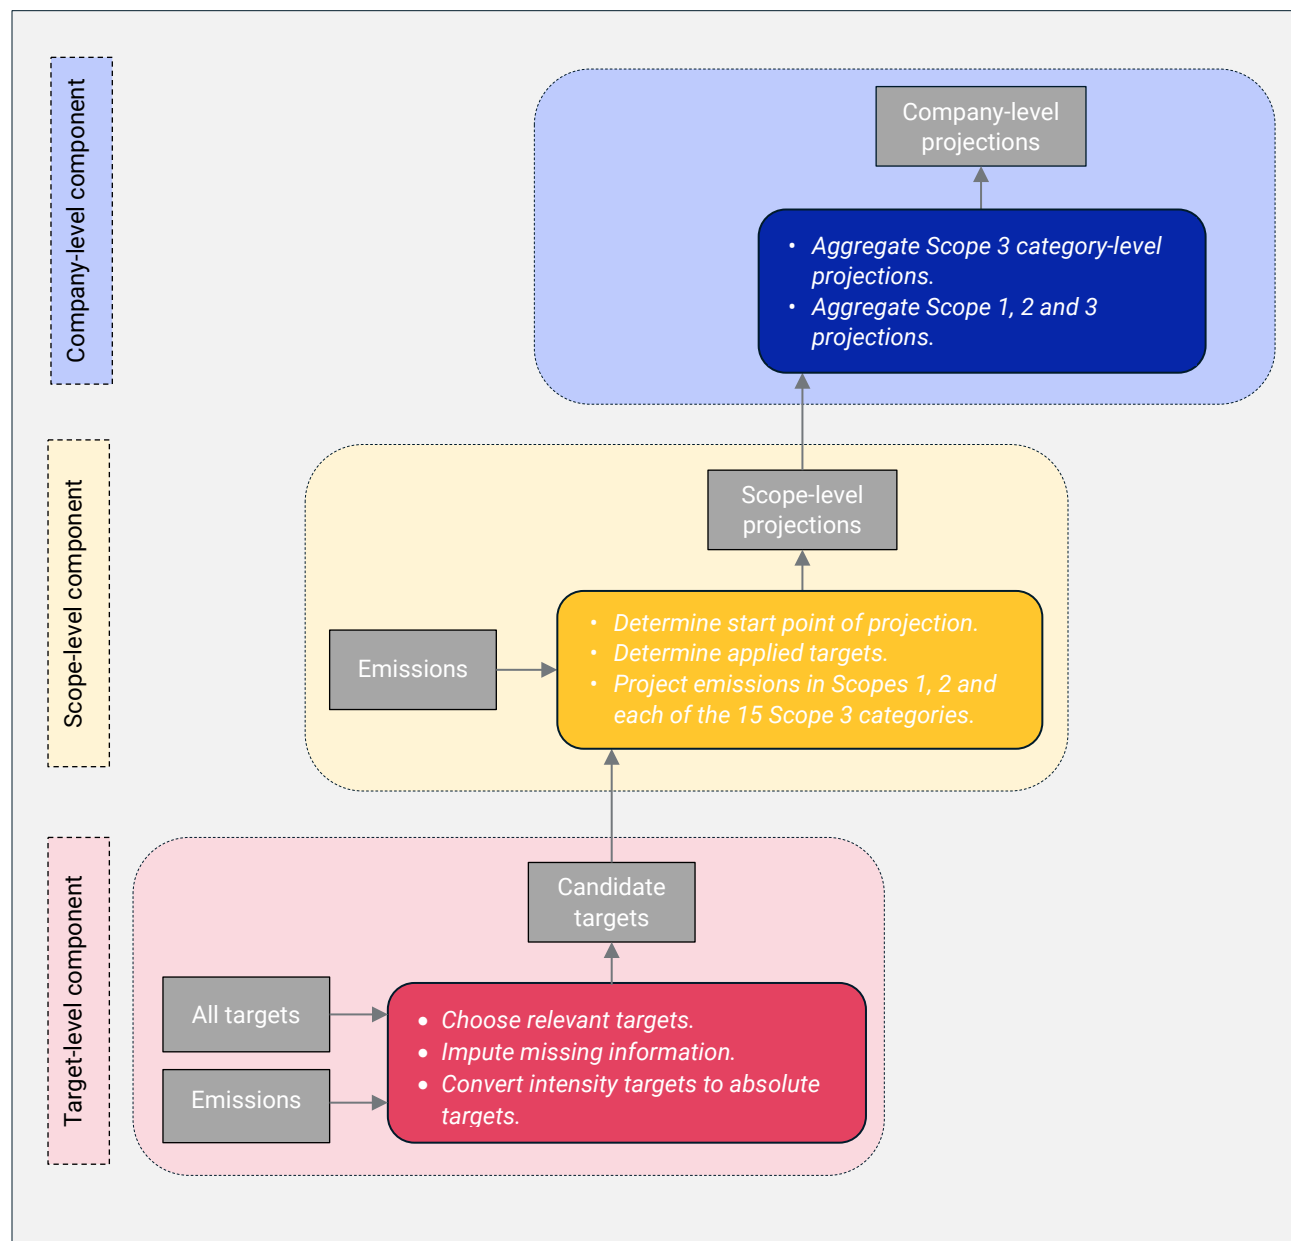 Company-level component
Company-level
projections
• Aggregate Scope 3 category-level
projections.
• Aggregate Scope 1, 2 and 3
projections.
Scope-level component
Scope-level
projections
Emissions
• Determine start point of projection.
• Determine applied targets.
• Project emissions in Scopes 1, 2 and
each of the 15 Scope 3 categories.
Target-level component
Candidate
targets
All targets
Emissions
• Choose relevant targets.
• Impute missing information.
• Convert intensity targets to absolute
targets.